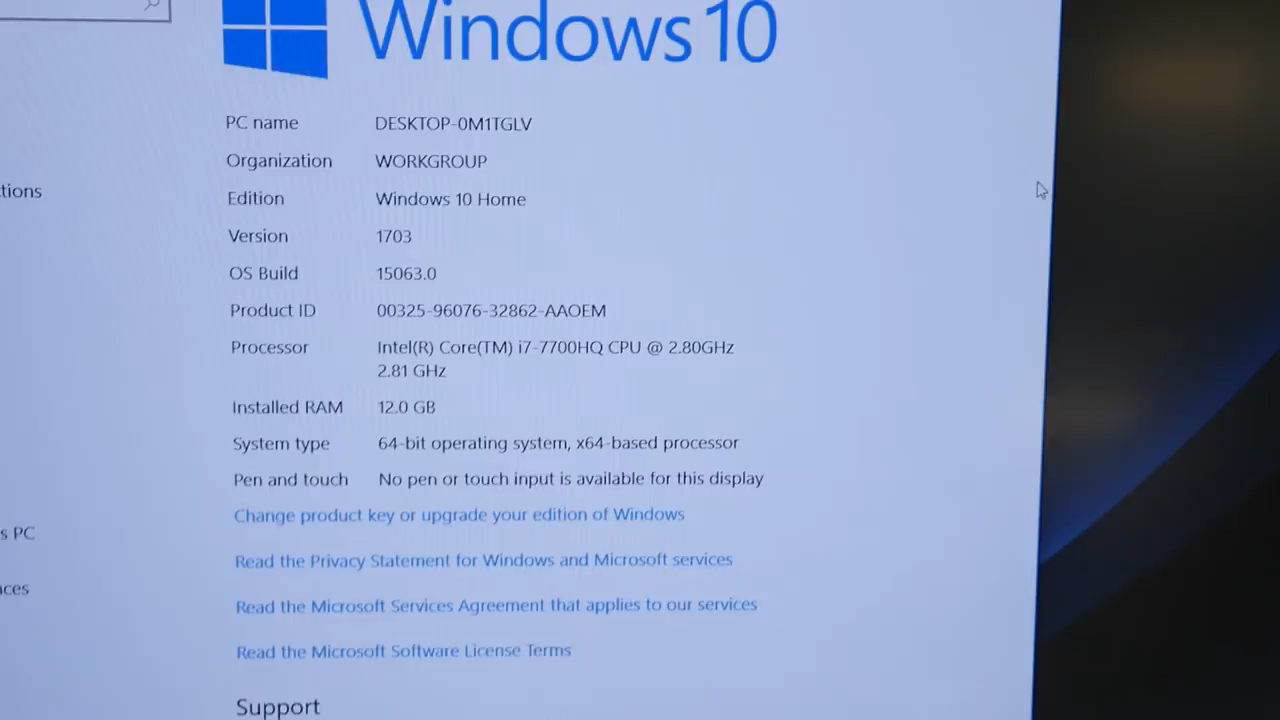 Windows 10
PC name DESKTOP-0M1TGLV
Organization WORKGROUP
tions
Edition Windows 10 Home
Version 1703
OS Build 15063.0
Product ID 00325-96076-32862-AAOEM
Processor Intel(R) Core(TM) i7-7700HQ CPU @ 2.80GHz
2.81 GHz
Installed RAM 12.0 GB
System type 64-bit operating system, x64-based processor
Pen and touch No pen or touch input is available for this display
Change product key or upgrade your edition of Windows
s PC
Read the Privacy Statement for Windows and Microsoft services
ces
Read the Microsoft Services Agreement that applies to our services
Read the Microsoft Software License Terms
Support